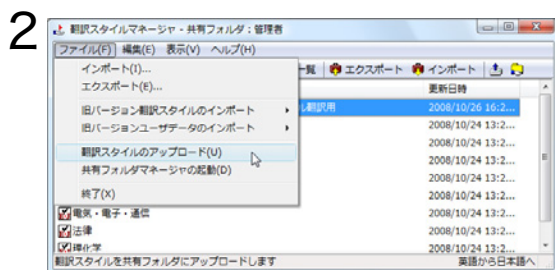 2
翻訳スタイルマネージャ - 共有フォルダ : 管理者
ファイル(F) 編集(E) 表示(V) ヘルプ(H)
一覧 エクスポート インポート
インポート(I)...
エクスポート(E)...
旧バージョン翻訳スタイルのインポート
旧バージョンユーザデータのインポート
翻訳スタイルのアップロード(U)
共有フォルダマネージャの起動(D)
終了(X)
更新日時
ル翻訳用 2008/10/26 16:2...
2008/10/24 13:2...
2008/10/24 13:2...
2008/10/24 13:2...
2008/10/24 13:2...
2008/10/24 13:2...
電気・電子・通信 2008/10/24 13:2...
法律 2008/10/24 13:2...
理化学 2008/10/24 13:2...
翻訳スタイルを共有フォルダにアップロードします 英語から日本語へ